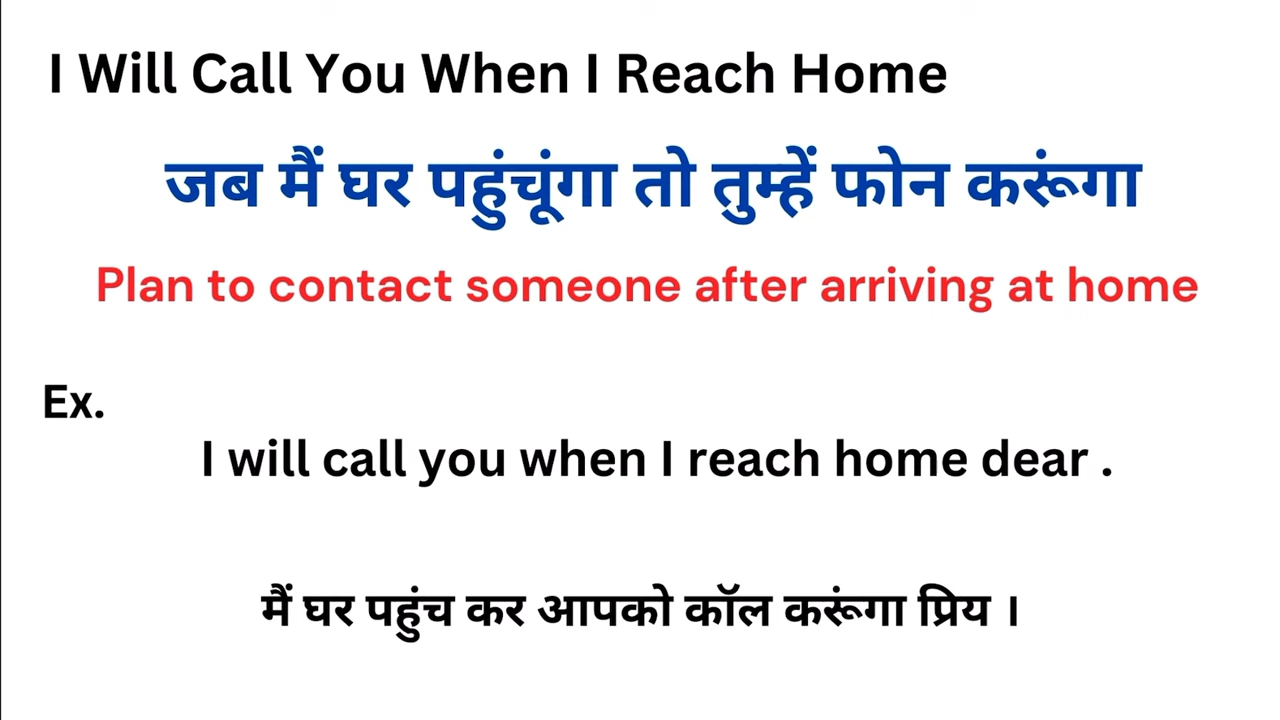 I Will Call You When I Reach Home
जब मैं घर पहुंचूंगा तो तुम्हें फोन करूंगा
Plan to contact someone after arriving at home
Ex.
I will call you when I reach home dear .
मैं घर पहुंच कर आपको कॉल करूंगा प्रिय ।